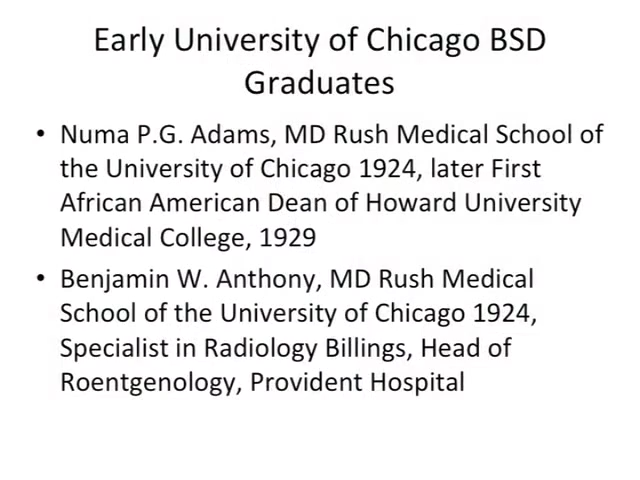 Early University of Chicago BSD
Graduates
• Numa P.G. Adams, MD Rush Medical School of
the University of Chicago 1924, later First
African American Dean of Howard University
Medical College, 1929
• Benjamin W. Anthony, MD Rush Medical
School of the University of Chicago 1924,
Specialist in Radiology Billings, Head of
Roentgenology, Provident Hospital